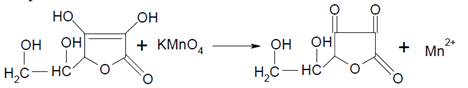 HO OH O O
OH OH + KMnO₄ OH OH + Mn²⁺
H₂C—HC O O H₂C—HC O O